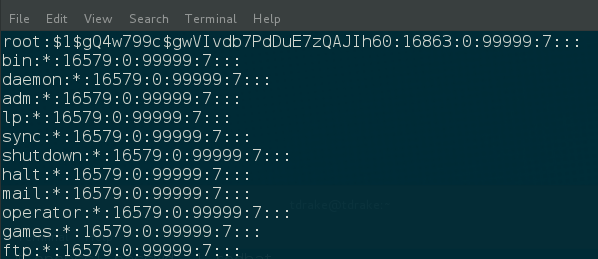 File Edit View Search Terminal Help
root:$1$gQ4w799c$gwVIvdb7PdDuE7zQAJIh60:16863:0:99999:7:::
bin:*:16579:0:99999:7:::
daemon:*:16579:0:99999:7:::
adm:*:16579:0:99999:7:::
lp:*:16579:0:99999:7:::
sync:*:16579:0:99999:7:::
shutdown:*:16579:0:99999:7:::
halt:*:16579:0:99999:7:::
mail:*:16579:0:99999:7:::
operator:*:16579:0:99999:7:::
games:*:16579:0:99999:7:::
ftp:*:16579:0:99999:7:::